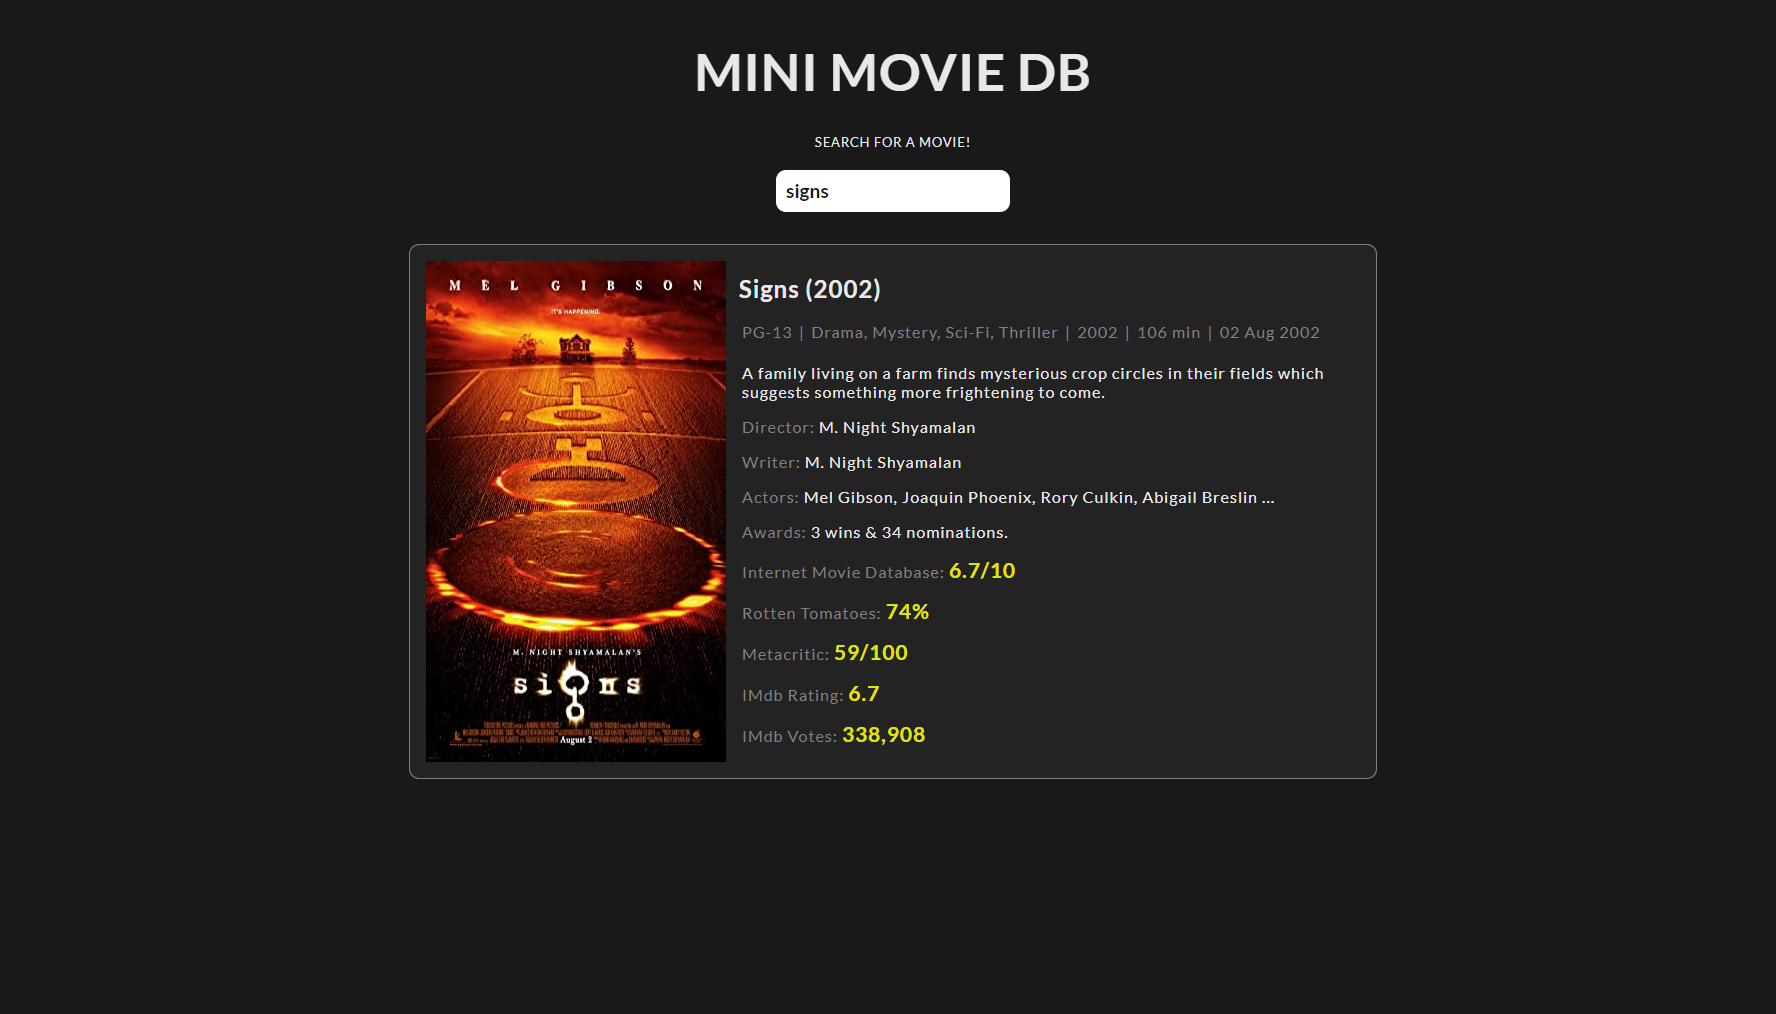 MINI MOVIE DB
SEARCH FOR A MOVIE!
signs
MEL GIBSON
IT'S HAPPENING.
M. NIGHT SHYAMALAN'S
signs
August 2
Signs (2002)
PG-13 | Drama, Mystery, Sci-Fi, Thriller | 2002 | 106 min | 02 Aug 2002
A family living on a farm finds mysterious crop circles in their fields which
suggests something more frightening to come.
Director: M. Night Shyamalan
Writer: M. Night Shyamalan
Actors: Mel Gibson, Joaquin Phoenix, Rory Culkin, Abigail Breslin ...
Awards: 3 wins & 34 nominations.
Internet Movie Database: 6.7/10
Rotten Tomatoes: 74%
Metacritic: 59/100
IMdb Rating: 6.7
IMdb Votes: 338,908